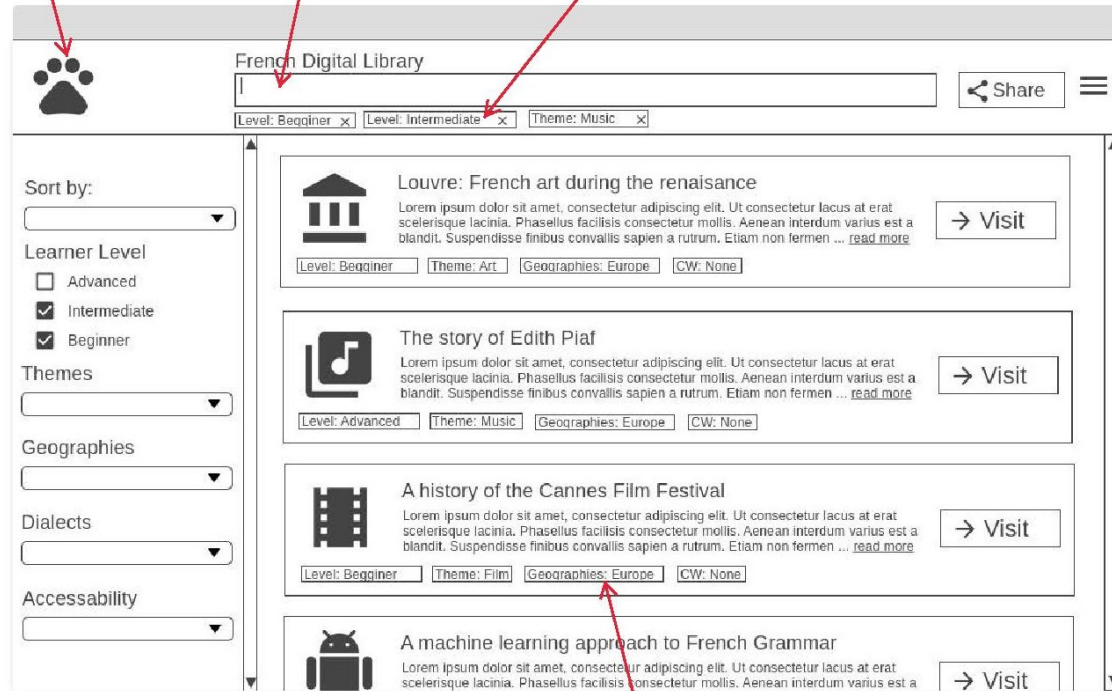 French Digital Library
Share
Level: Begginer x
Level: Intermediate x
Theme: Music x
Sort by:
Learner Level
Advanced
Intermediate
Beginner
Themes
Geographies
Dialects
Accessability
Louvre: French art during the renaisance
Lorem ipsum dolor sit amet, consectetur adipiscing elit. Ut consectetur lacus at erat
scelerisque lacinia. Phasellus facilisis consectetur mollis. Aenean interdum varius est a
blandit. Suspendisse finibus convallis sapien a rutrum. Etiam non fermen ... read more
→ Visit
Level: Begginer Theme: Art Geographies: Europe CW: None
The story of Edith Piaf
Lorem ipsum dolor sit amet, consectetur adipiscing elit. Ut consectetur lacus at erat
scelerisque lacinia. Phasellus facilisis consectetur mollis. Aenean interdum varius est a
blandit. Suspendisse finibus convallis sapien a rutrum. Etiam non fermen ... read more
→ Visit
Level: Advanced Theme: Music Geographies: Europe CW: None
A history of the Cannes Film Festival
Lorem ipsum dolor sit amet, consectetur adipiscing elit. Ut consectetur lacus at erat
scelerisque lacinia. Phasellus facilisis consectetur mollis. Aenean interdum varius est a
blandit. Suspendisse finibus convallis sapien a rutrum. Etiam non fermen ... read more
→ Visit
Level: Begginer Theme: Film Geographies: Europe CW: None
A machine learning approach to French Grammar
Lorem ipsum dolor sit amet, consectetur adipiscing elit. Ut consectetur lacus at erat
scelerisque lacinia. Phasellus facilisis consectetur mollis. Aenean interdum varius est a
→ Visit